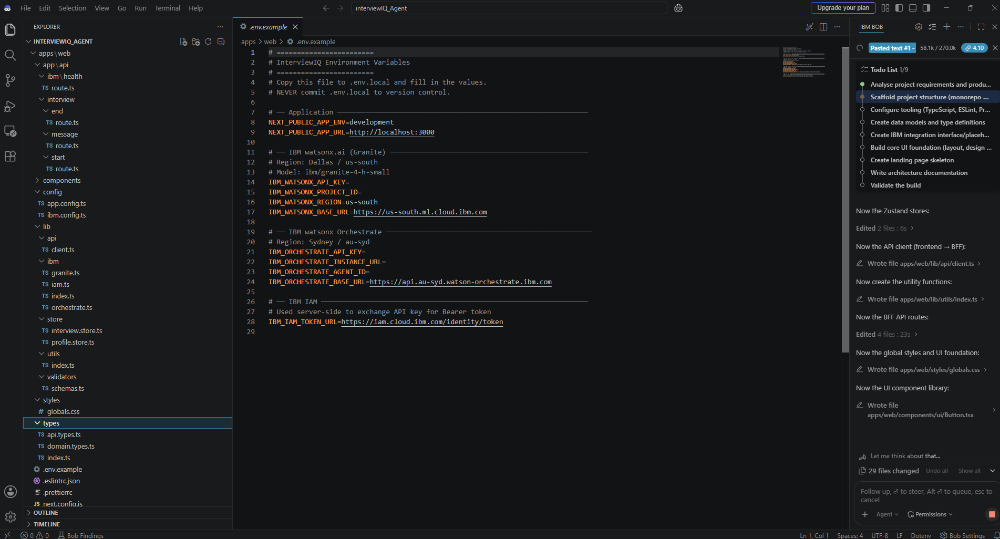 File Edit Selection View Go Run Terminal Help
interviewIQ_Agent
Upgrade your plan
EXPLORER
INTERVIEWIQ_AGENT
apps\web
app\api
ibm\health
TS route.ts
interview
end
TS route.ts
message
TS route.ts
start
TS route.ts
components
config
TS app.config.ts
TS ibm.config.ts
lib
api
TS client.ts
ibm
TS granite.ts
TS iam.ts
TS index.ts
TS orchestrate.ts
store
TS interview.store.ts
TS profile.store.ts
utils
TS index.ts
validators
TS schemas.ts
styles
# globals.css
types
TS api.types.ts
TS domain.types.ts
TS index.ts
.env.example
.eslintrc.json
.prettierrc
JS next.config.js
OUTLINE
TIMELINE
.env.example
apps > web > .env.example
1 # ========================
2 # InterviewIQ Environment Variables
3 # ========================
4 # Copy this file to .env.local and fill in the values.
5 # NEVER commit .env.local to version control.
6
7 # ── Application ──────────────────────────────────────────────────────────────
8 NEXT_PUBLIC_APP_ENV=development
9 NEXT_PUBLIC_APP_URL=http://localhost:3000
10
11 # ── IBM watsonx.ai (Granite) ─────────────────────────────────────────────────
12 # Region: Dallas / us-south
13 # Model: ibm/granite-4-h-small
14 IBM_WATSONX_API_KEY=
15 IBM_WATSONX_PROJECT_ID=
16 IBM_WATSONX_REGION=us-south
17 IBM_WATSONX_BASE_URL=https://us-south.ml.cloud.ibm.com
18
19 # ── IBM watsonx Orchestrate ───────────────────────────────────────────────────
20 # Region: Sydney / au-syd
21 IBM_ORCHESTRATE_API_KEY=
22 IBM_ORCHESTRATE_INSTANCE_URL=
23 IBM_ORCHESTRATE_AGENT_ID=
24 IBM_ORCHESTRATE_BASE_URL=https://api.au-syd.watson-orchestrate.ibm.com
25
26 # ── IBM IAM ──────────────────────────────────────────────────────────────────
27 # Used server-side to exchange API key for Bearer token
28 IBM_IAM_TOKEN_URL=https://iam.cloud.ibm.com/identity/token
29
IBM BOB
Pasted text #1 - 58.1k / 270.0k 4.10
Todo List 1/9
Analyse project requirements and produ...
Scaffold project structure (monorepo ...
Configure tooling (TypeScript, ESLint, Pr...
Create data models and type definitions
Create IBM integration interface/placeh...
Build core UI foundation (layout, design ...
Create landing page skeleton
Write architecture documentation
Validate the build
Now the Zustand stores:
Edited 2 files : 6s >
Now the API client (frontend → BFF):
Wrote file apps/web/lib/api/client.ts >
Now create the utility functions:
Wrote file apps/web/lib/utils/index.ts >
Now the BFF API routes:
Edited 4 files : 23s >
Now the global styles and UI foundation:
Wrote file apps/web/styles/globals.css >
Now the UI component library:
Wrote file
apps/web/components/ui/Button.tsx
Let me think about that...
29 files changed Undo all Show all
Follow up, ⏎ to steer, Alt ⏎ to queue, esc to
cancel
Agent Permissions
0 0 Bob Findings
Ln 1, Col 1 Spaces: 4 UTF-8 LF Dotenv Bob Settings